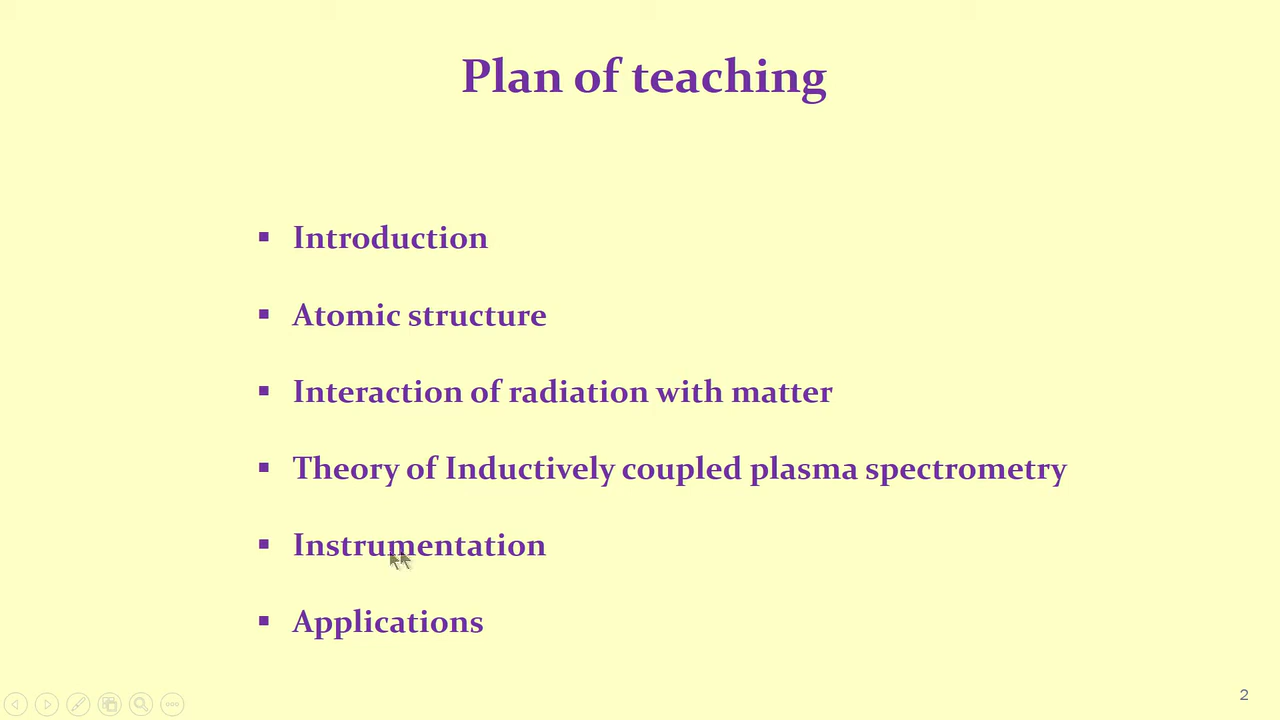 Plan of teaching
▪ Introduction
▪ Atomic structure
▪ Interaction of radiation with matter
▪ Theory of Inductively coupled plasma spectrometry
▪ Instrumentation
▪ Applications
2